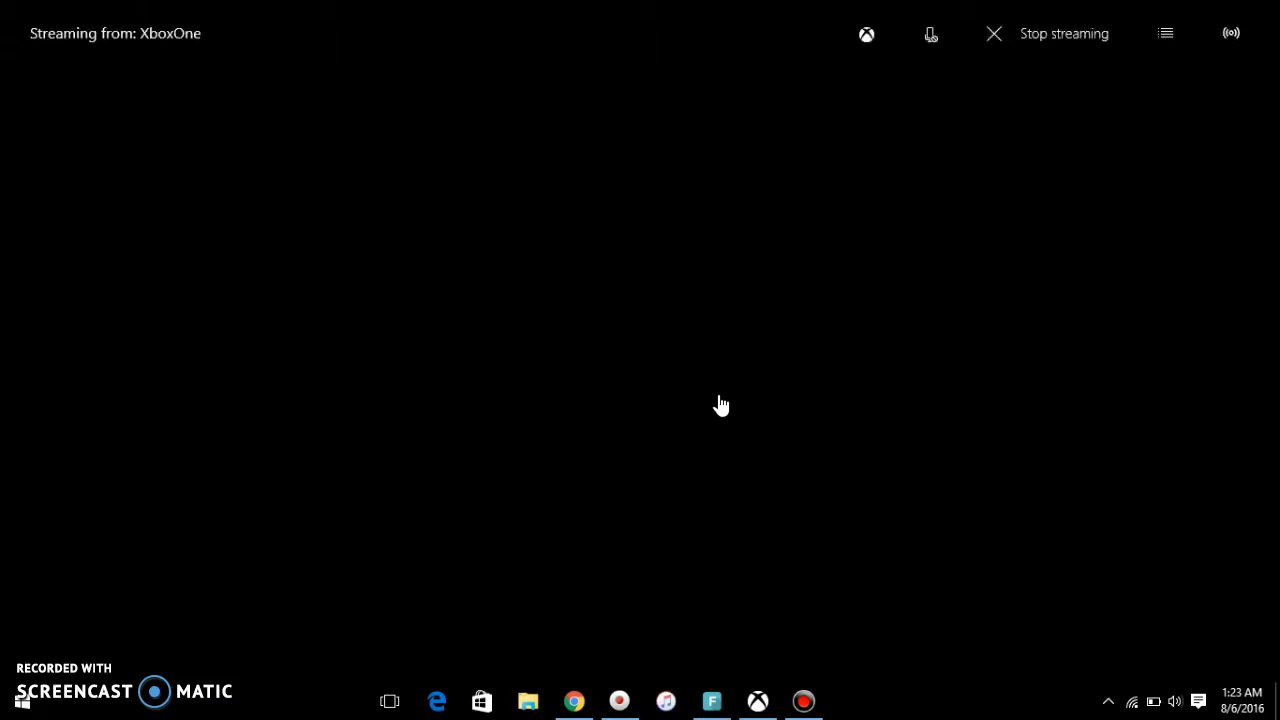 Streaming from: XboxOne
Stop streaming
RECORDED WITH
SCREENCAST MATIC
F
1:23 AM
8/6/2016